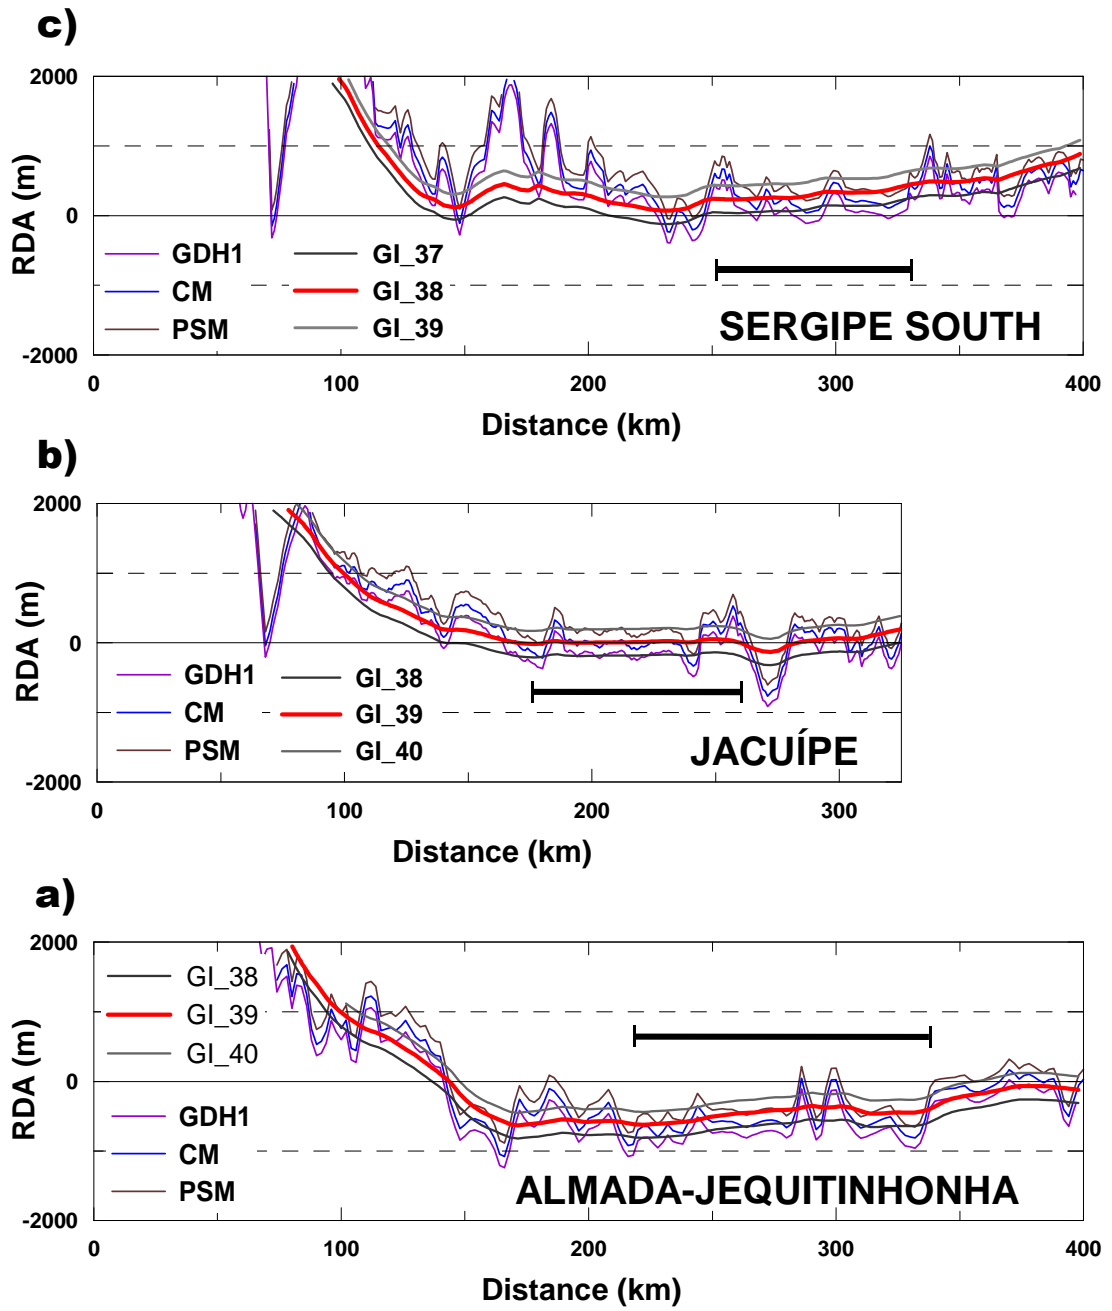 c)
2000
1000
0
-2000
RDA (m)
GDH1
CM
PSM
GI_37
GI_38
GI_39
SERGIPE SOUTH
0
100
200
300
400
Distance (km)
b)
2000
0
-2000
RDA (m)
GDH1
CM
PSM
GI_38
GI_39
GI_40
JACUÍPE
0
100
200
300
Distance (km)
a)
2000
0
-2000
RDA (m)
GI_38
GI_39
GI_40
GDH1
CM
PSM
ALMADA-JEQUITINHONHA
0
100
200
300
400
Distance (km)